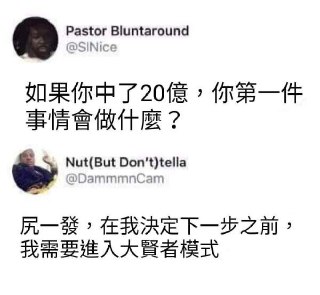 Pastor Bluntaround
@SlNice
如果你中了20億，你第一件
事情會做什麼？
Nut(But Don't)tella
@DammmnCam
尻一發，在我決定下一步之前，
我需要進入大賢者模式